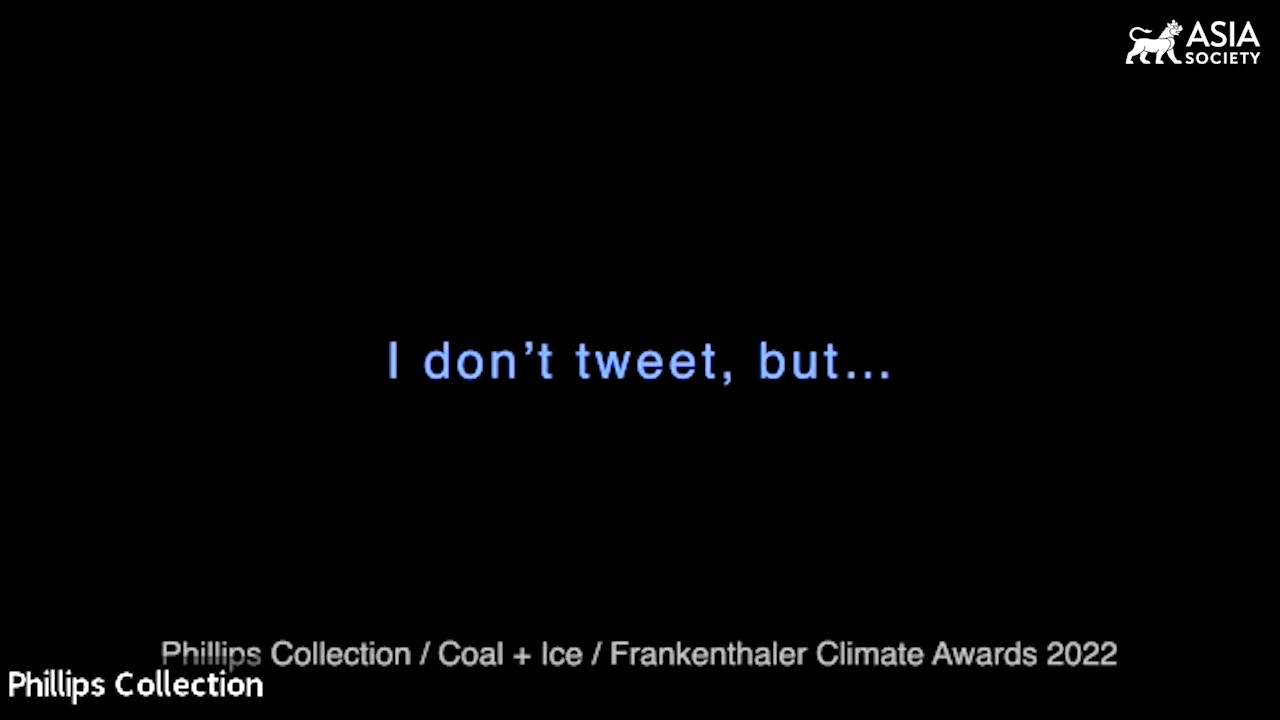 ASIA
SOCIETY
I don’t tweet, but...
Phillips Collection / Coal + Ice / Frankenthaler Climate Awards 2022
Phillips Collection